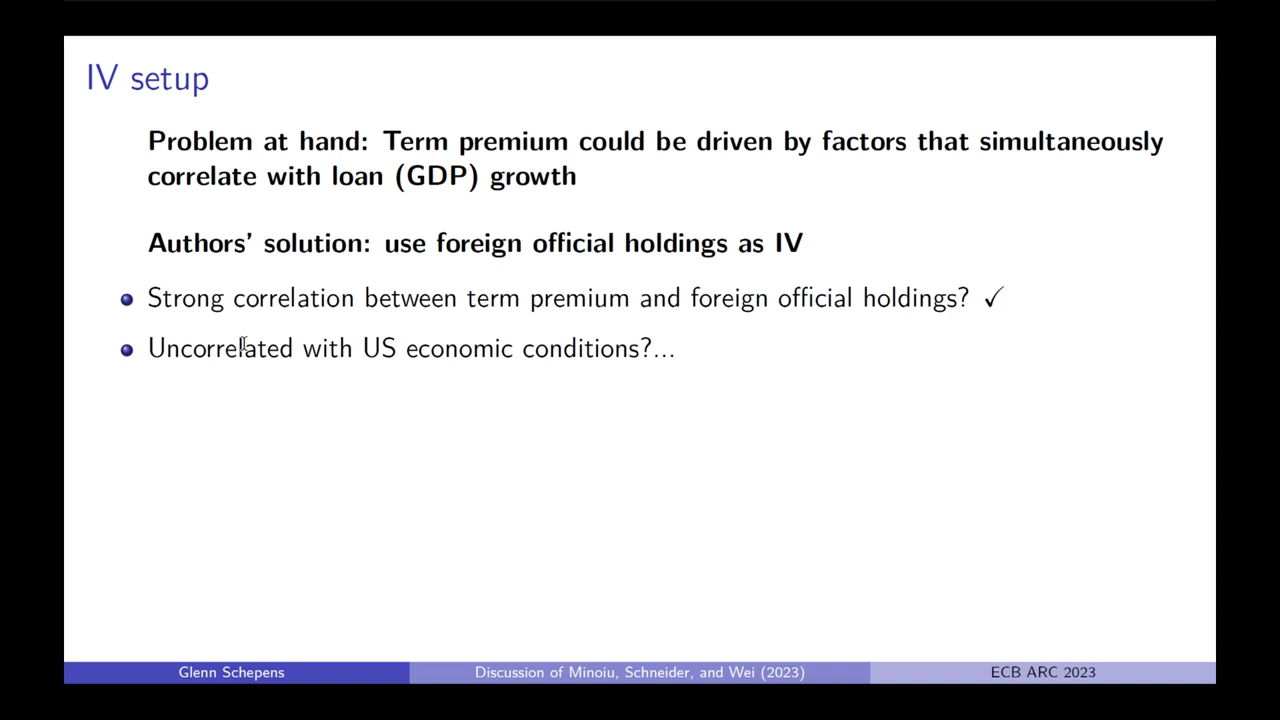 IV setup
Problem at hand: Term premium could be driven by factors that simultaneously
correlate with loan (GDP) growth
Authors' solution: use foreign official holdings as IV
Strong correlation between term premium and foreign official holdings? ✓
Uncorrelated with US economic conditions?...
Glenn Schepens
Discussion of Minoiu, Schneider, and Wei (2023)
ECB ARC 2023